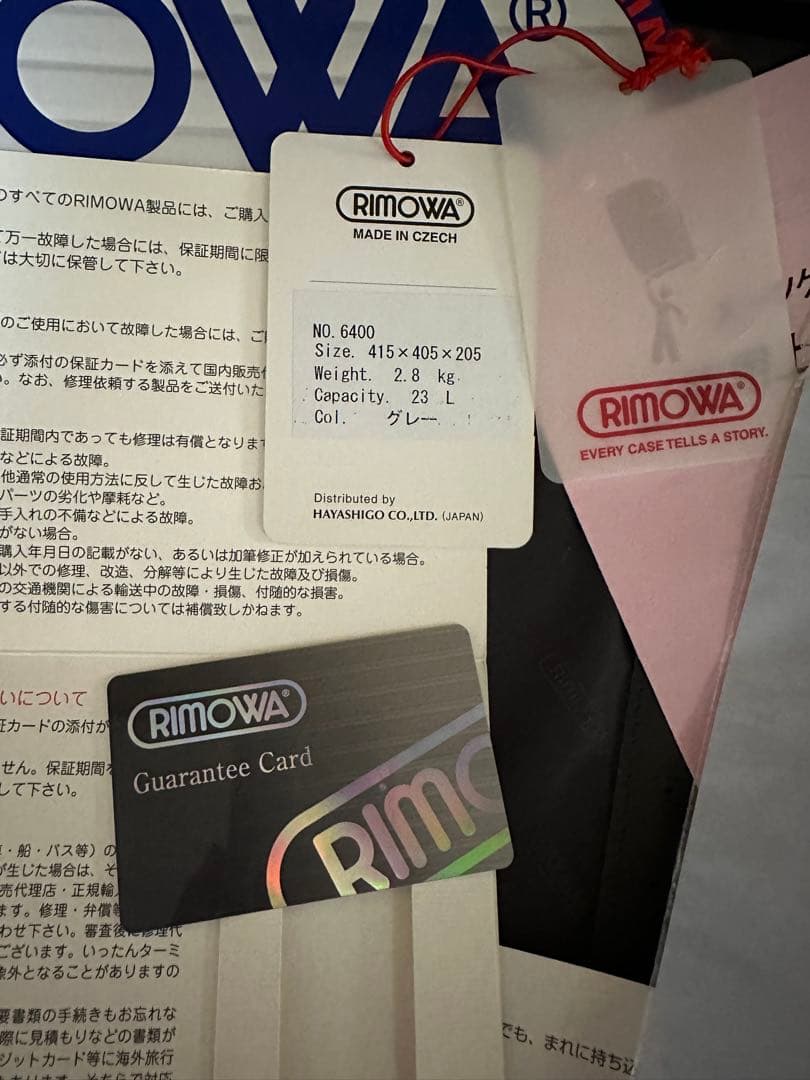 RIMOWA®
のすべてのRIMOWA製品には、ご購入
万一故障した場合には、保証期間に限
は大切に保管して下さい。
のご使用において故障した場合には、ご
必ず添付の保証カードを添えて国内販売
。なお、修理依頼する製品をご送付いた
証期間内であっても修理は有償となります
などによる故障。
他通常の使用方法に反して生じた故障お
パーツの劣化や摩耗など。
手入れの不備などによる故障。
がない場合。
購入年月日の記載がない、あるいは加筆修正が加えられている場合。
以外での修理、改造、分解等により生じた故障及び損傷。
の交通機関による輸送中の故障・損傷、付随的な損害。
する付随的な傷害については補償致しかねます。
RIMOWA®
MADE IN CZECH
NO. 6400
Size. 415×405×205
Weight. 2.8 kg.
Capacity. 23 L
Col. グレー
Distributed by
HAYASHIGO CO.,LTD. (JAPAN)
RIMOWA®
EVERY CASE TELLS A STORY.
いについて
証カードの添付が
せん。保証期間
して下さい。
RIMOWA®
Guarantee Card
RIMO
・船・バス等）の
が生じた場合は、そ
売代理店・正規輸
ます。修理・弁償等
わせ下さい。審査後に修理代
ございます。いったんターミ
象外となることがありますの
要書類の手続きもお忘れな
際に見積もりなどの書類が
ジットカード等に海外旅行
でも、まれに持ち込